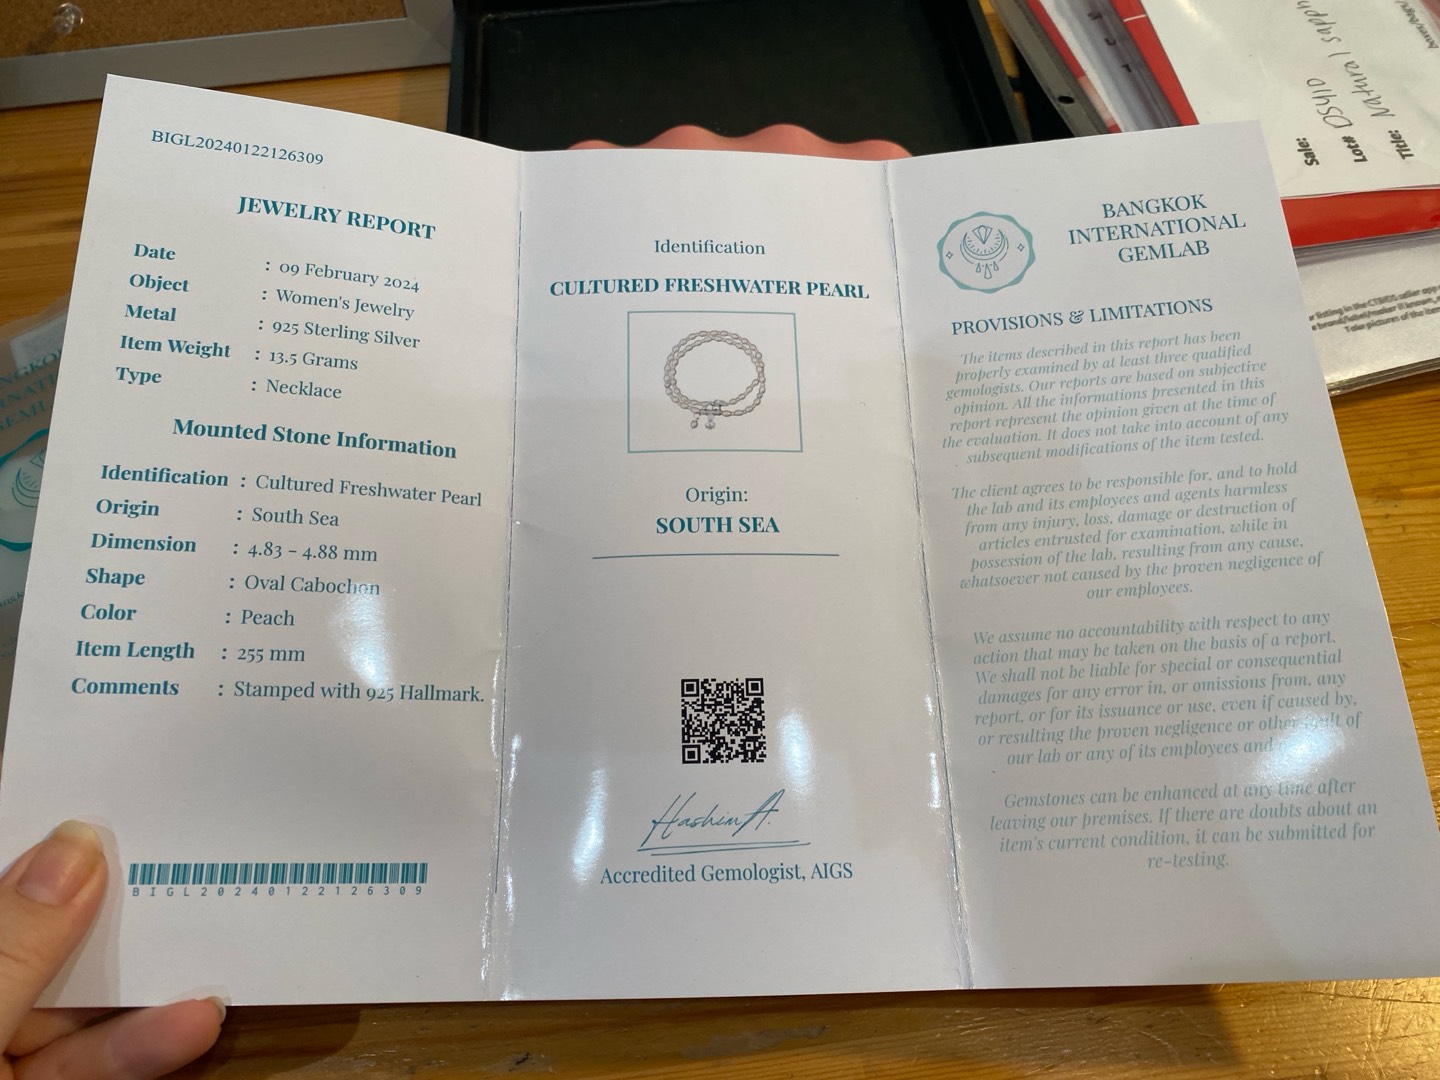 BIGL20240122126309
JEWELRY REPORT
Date : 09 February 2024
Object : Women's Jewelry
Metal : 925 Sterling Silver
Item Weight : 13.5 Grams
Type : Necklace
Mounted Stone Information
Identification : Cultured Freshwater Pearl
Origin : South Sea
Dimension : 4.83 – 4.88 mm
Shape : Oval Cabochon
Color : Peach
Item Length : 255 mm
Comments : Stamped with 925 Hallmark.
BIGL20240122126309
Identification
CULTURED FRESHWATER PEARL
Origin:
SOUTH SEA
Hashim A.
Accredited Gemologist, AIGS
BANGKOK
INTERNATIONAL
GEMLAB
PROVISIONS & LIMITATIONS
The items described in this report has been
properly examined by at least three qualified
gemologists. Our reports are based on subjective
opinion. All the informations presented in this
report represent the opinion given at the time of
the evaluation. It does not take into account of any
subsequent modifications of the item tested.
The client agrees to be responsible for, and to hold
the lab and its employees and agents harmless
from any injury, loss, damage or destruction of
articles entrusted for examination, while in
possession of the lab, resulting from any cause,
whatsoever not caused by the proven negligence of
our employees.
We assume no accountability with respect to any
action that may be taken on the basis of a report.
We shall not be liable for special or consequential
damages for any error in, or omissions from, any
report, or for its issuance or use, even if caused by,
or resulting the proven negligence or other fault of
our lab or any of its employees and
Gemstones can be enhanced at any time after
leaving our premises. If there are doubts about an
item's current condition, it can be submitted for
re-testing.
Sale:
Lot# DS410
Title: Natural sapph